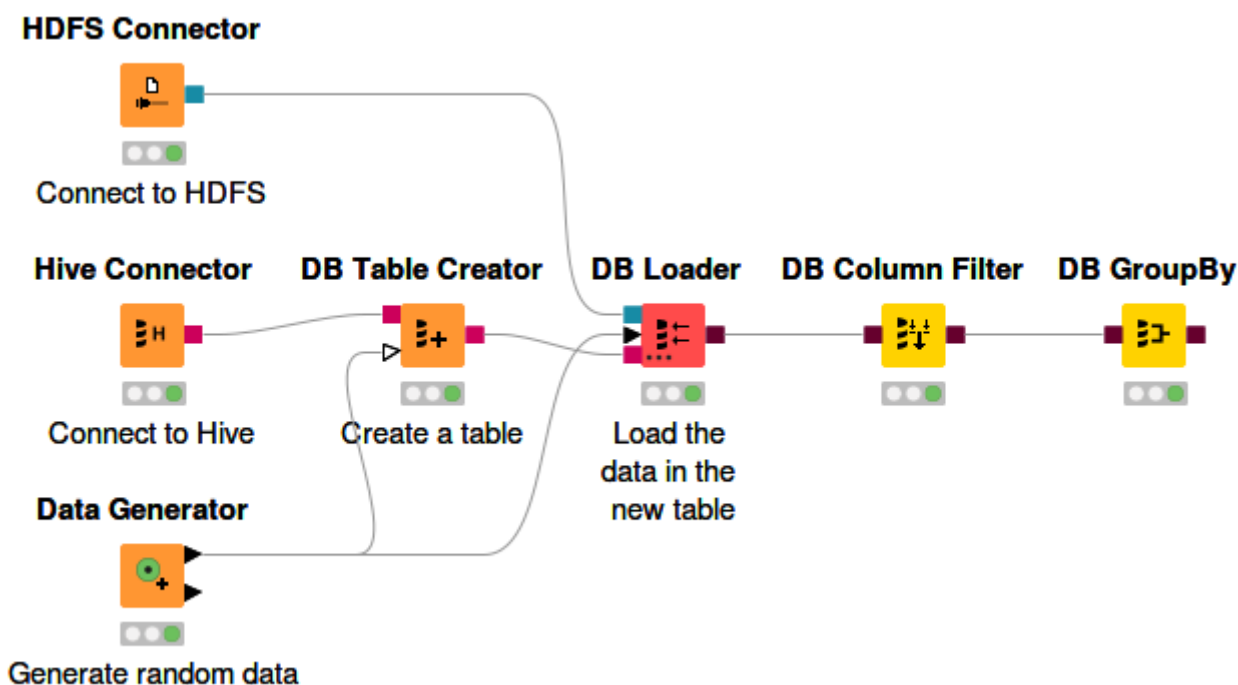 HDFS Connector
Connect to HDFS
Hive Connector
DB Table Creator
DB Loader
DB Column Filter
DB GroupBy
H
Connect to Hive
Create a table
Load the
data in the
new table
Data Generator
Generate random data